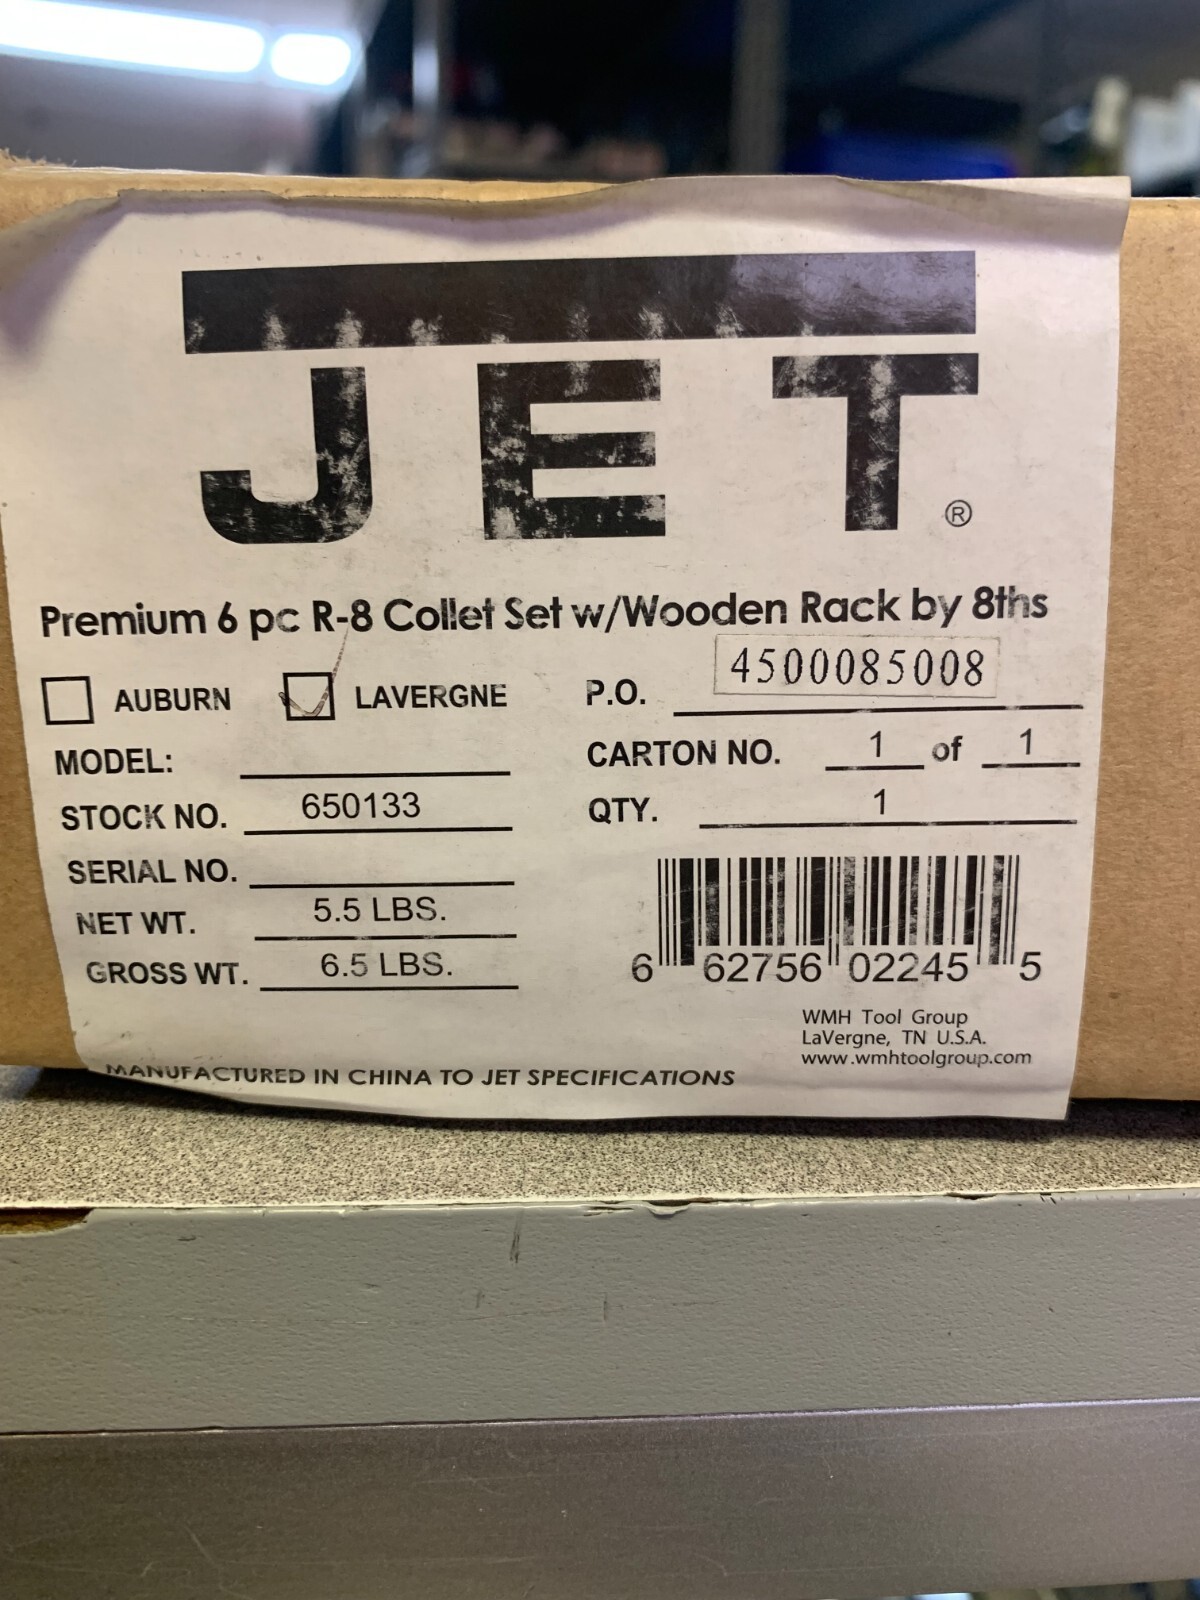 JET®
Premium 6 pc R-8 Collet Set w/Wooden Rack by 8ths
AUBURN LAVERGNE
P.O. 4500085008
MODEL:
CARTON NO. 1 of 1
STOCK NO. 650133
QTY. 1
SERIAL NO.
NET WT. 5.5 LBS.
GROSS WT. 6.5 LBS.
6 62756 02245 5
WMH Tool Group
LaVergne, TN U.S.A.
www.wmhtoolgroup.com
MANUFACTURED IN CHINA TO JET SPECIFICATIONS